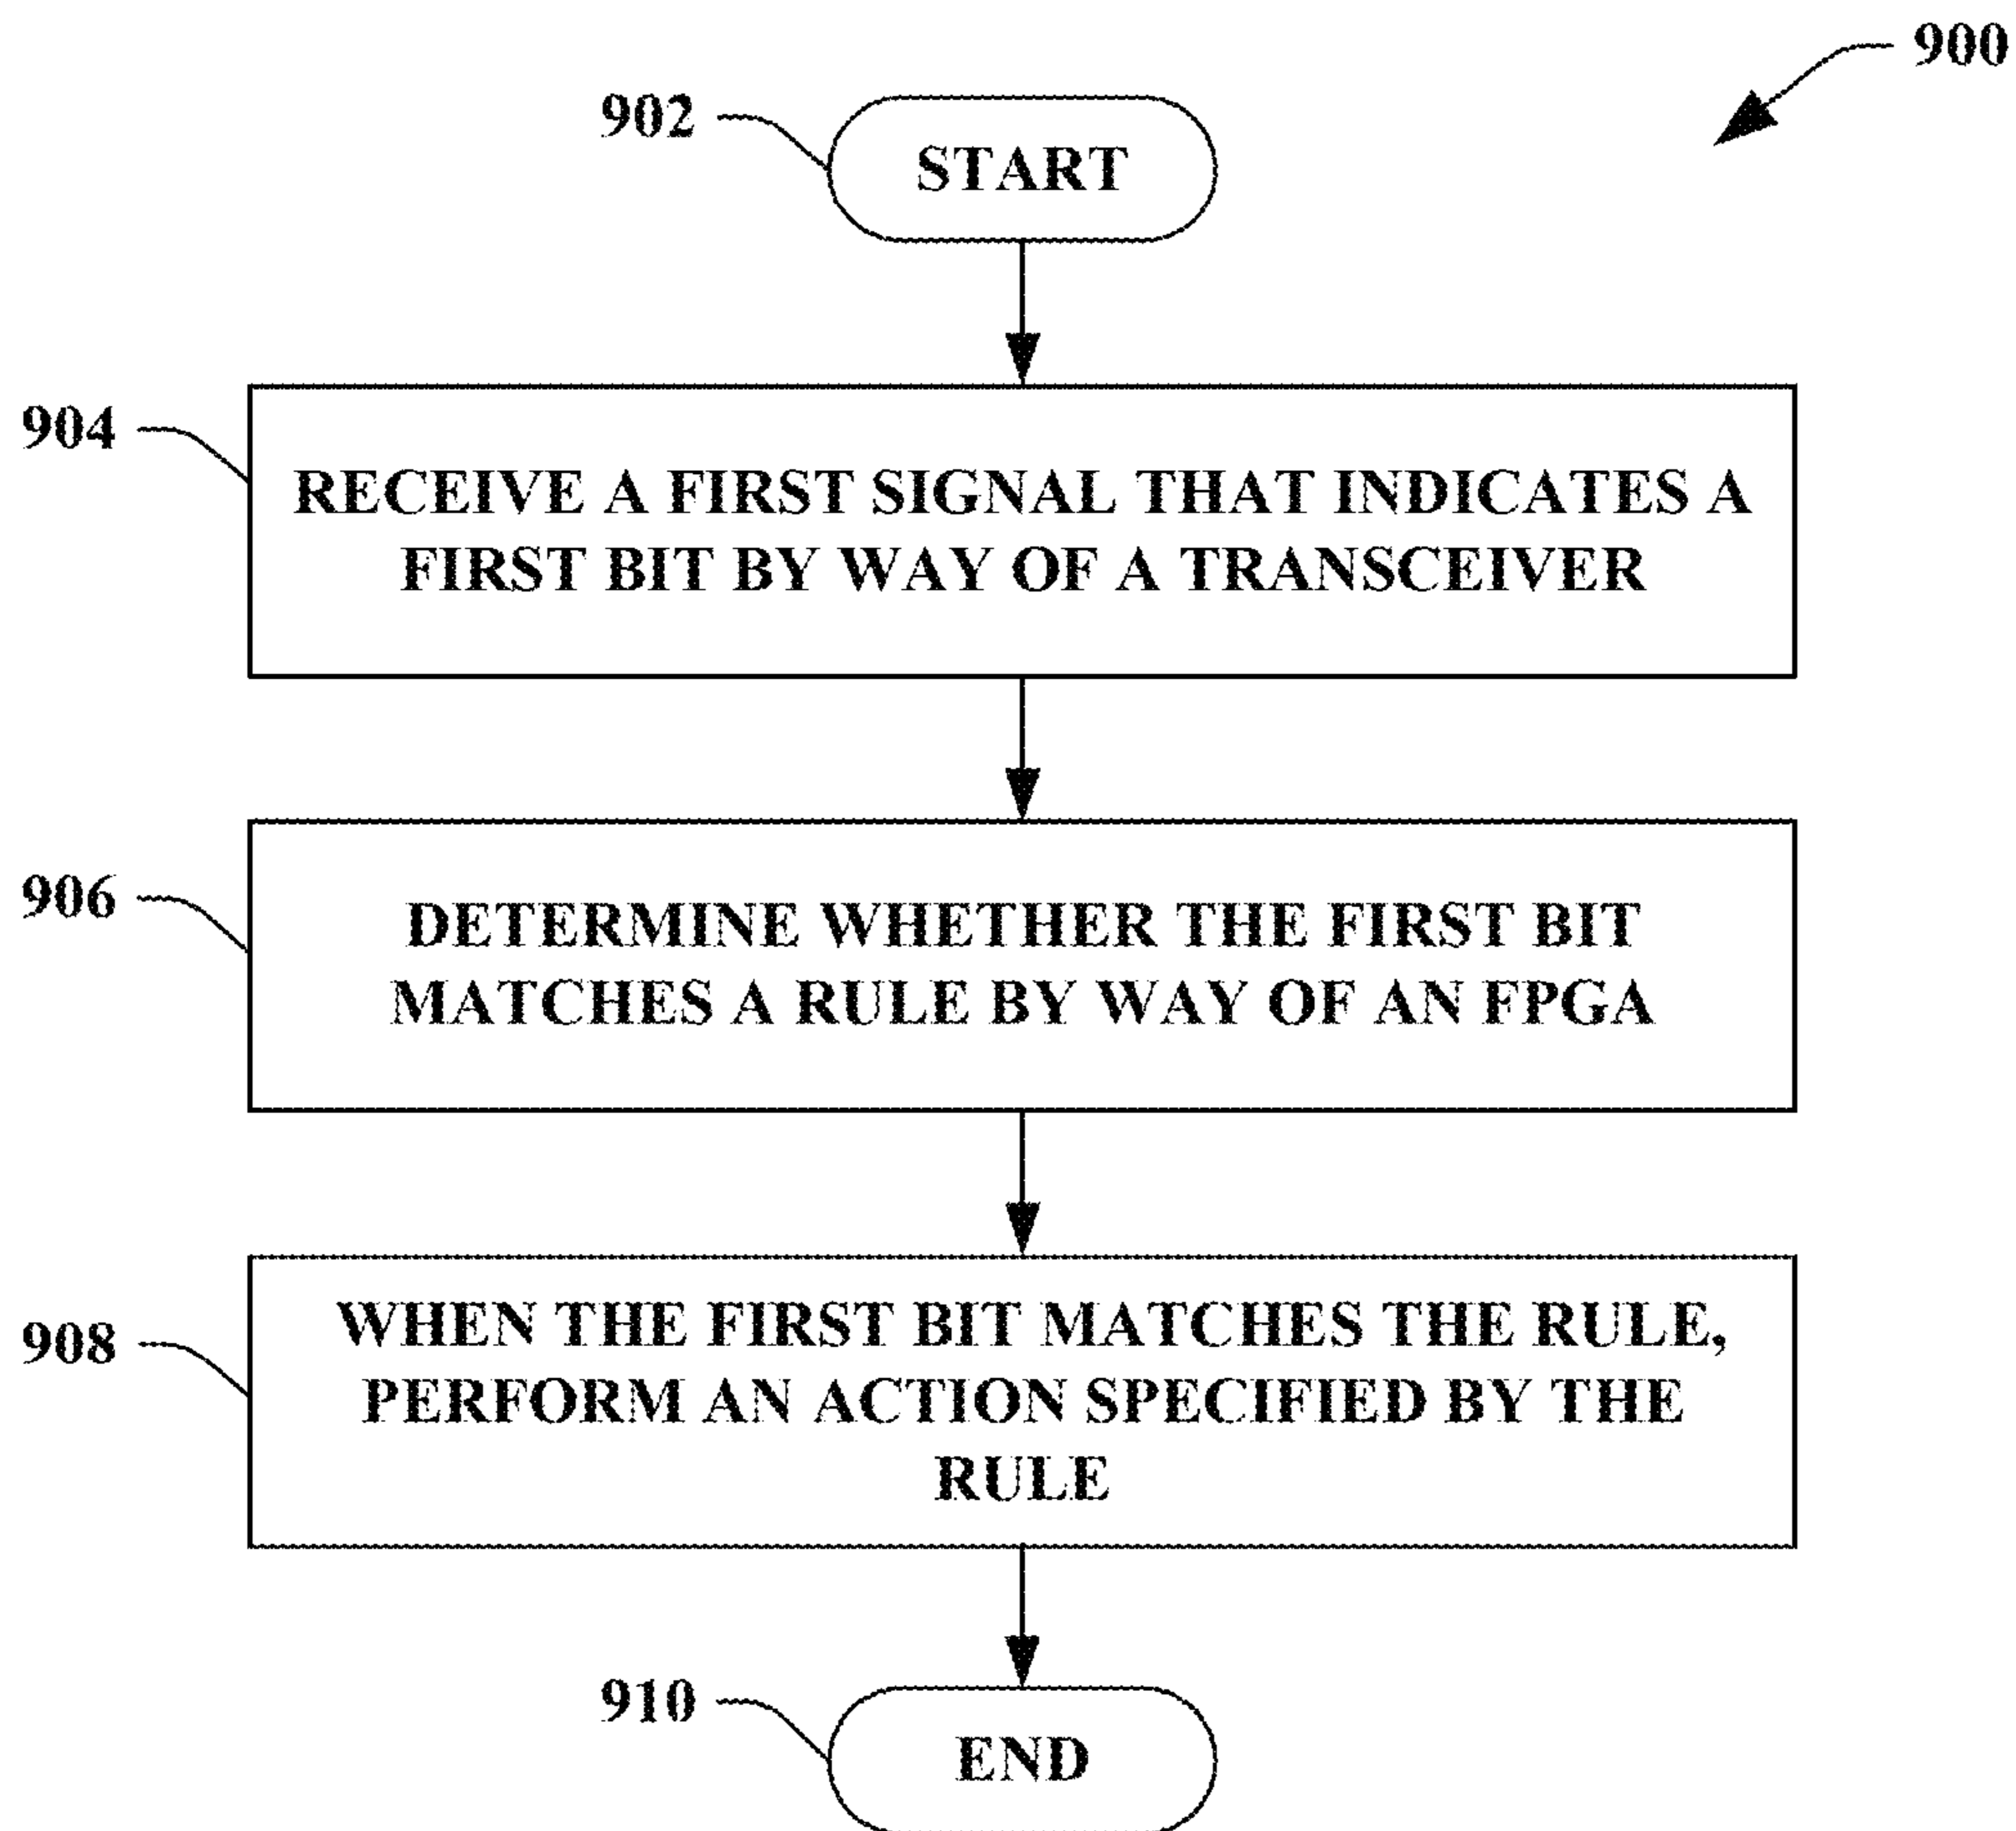 900
902
START
904
RECEIVE A FIRST SIGNAL THAT INDICATES A
FIRST BIT BY WAY OF A TRANSCEIVER
906
DETERMINE WHETHER THE FIRST BIT
MATCHES A RULE BY WAY OF AN FPGA
908
WHEN THE FIRST BIT MATCHES THE RULE,
PERFORM AN ACTION SPECIFIED BY THE
RULE
910
END